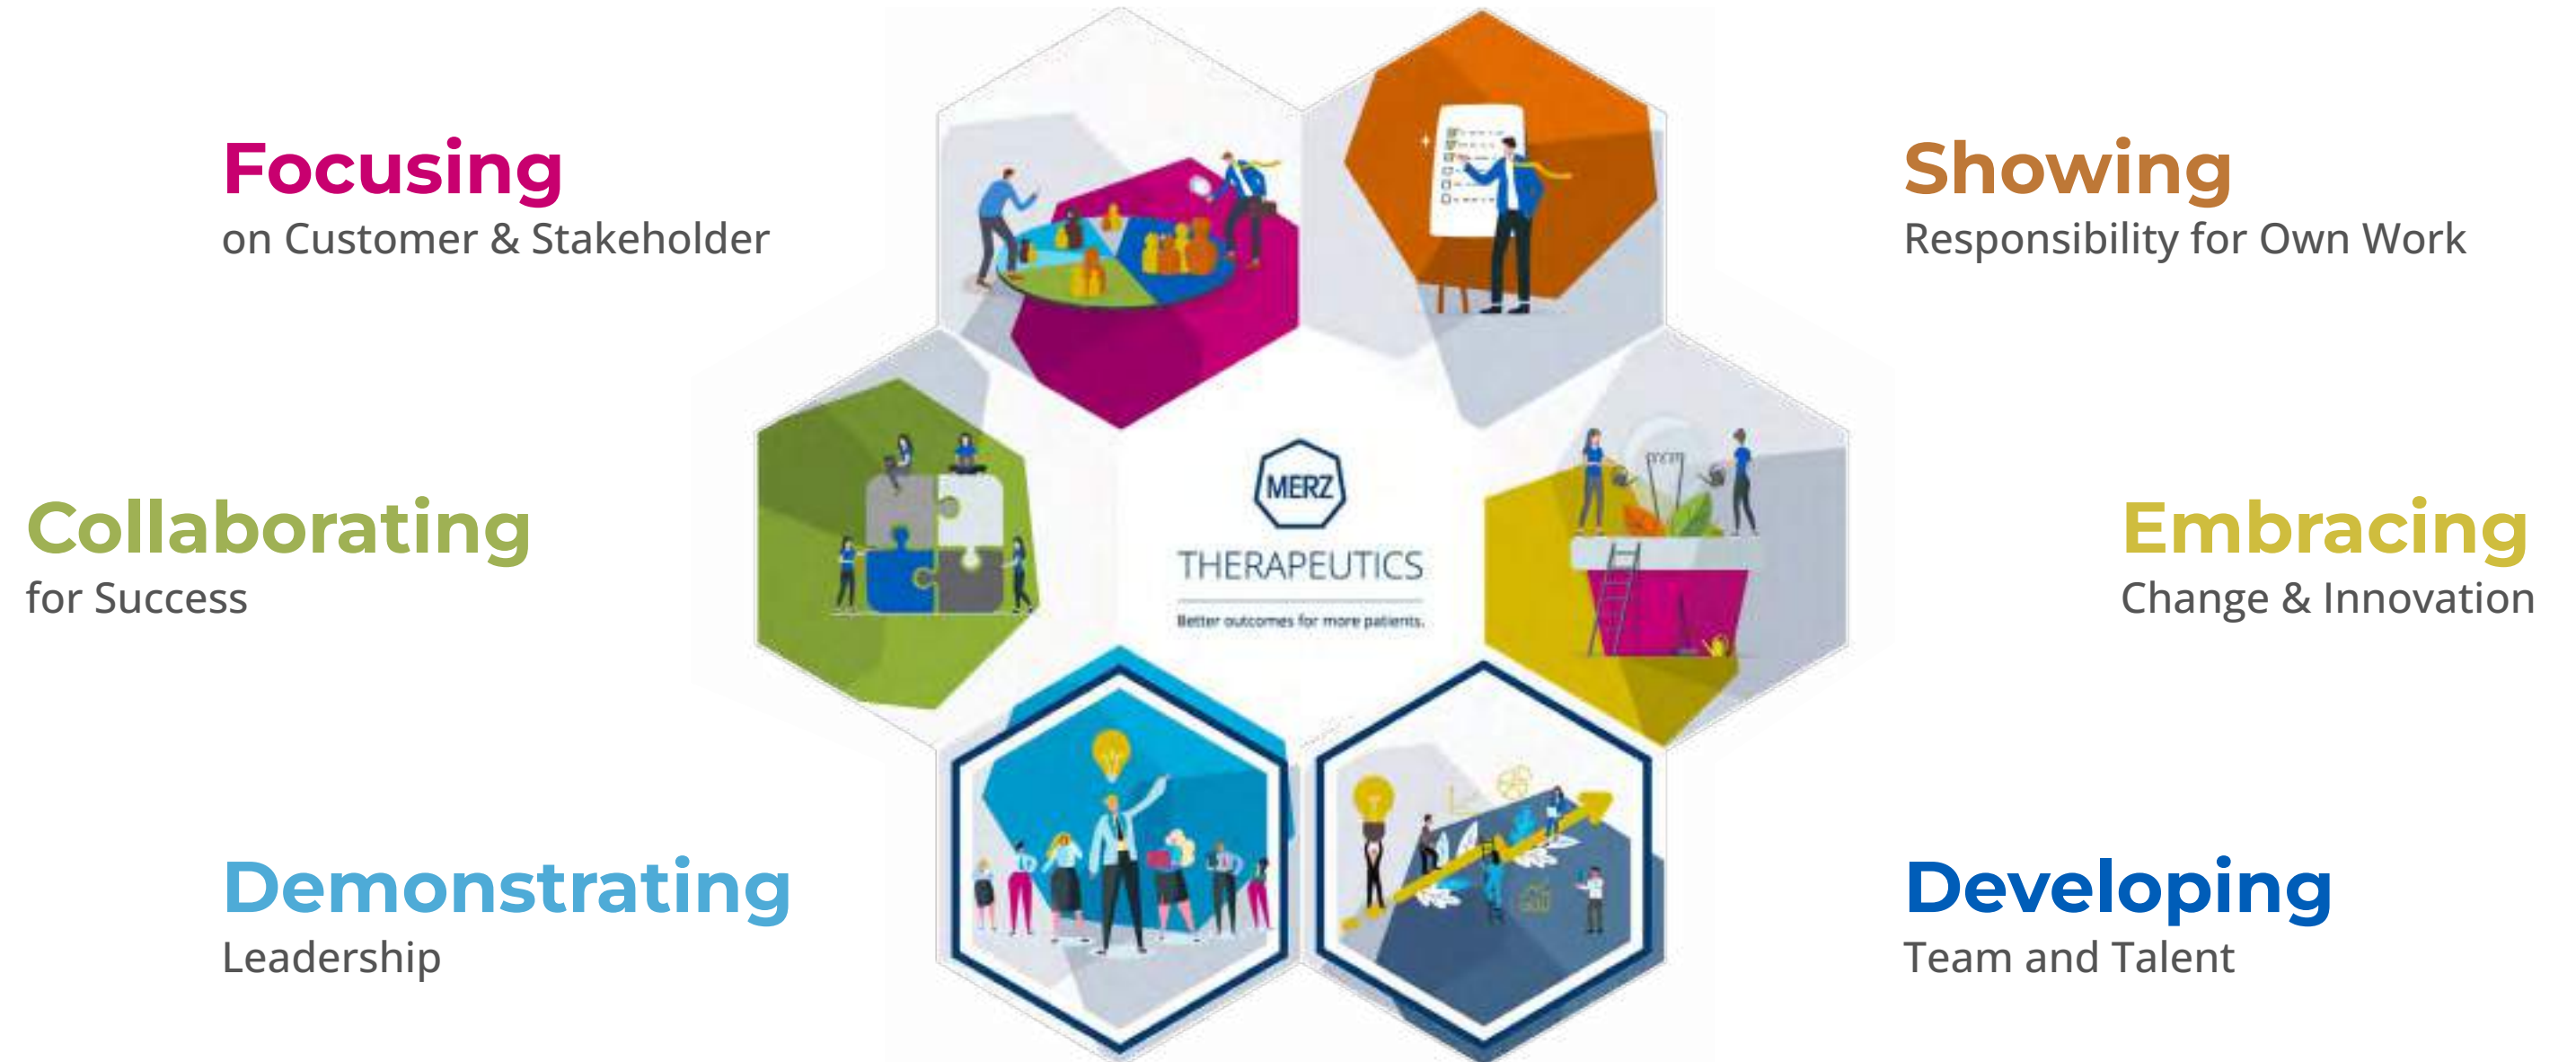 Focusing
on Customer & Stakeholder
Showing
Responsibility for Own Work
Collaborating
for Success
MERZ
THERAPEUTICS
Better outcomes for more patients.
Embracing
Change & Innovation
Demonstrating
Leadership
Developing
Team and Talent